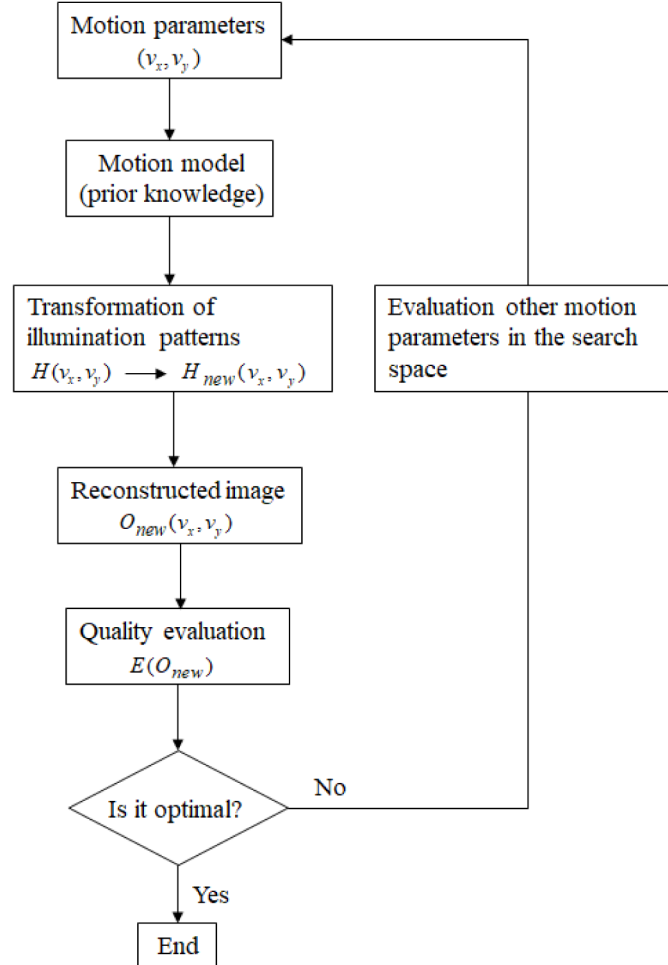 Motion parameters
(v_x, v_y)
Motion model
(prior knowledge)
Transformation of
illumination patterns
H(v_x, v_y) → H_new(v_x, v_y)
Evaluation other motion
parameters in the search
space
Reconstructed image
O_new(v_x, v_y)
Quality evaluation
E(O_new)
Is it optimal?
No
Yes
End